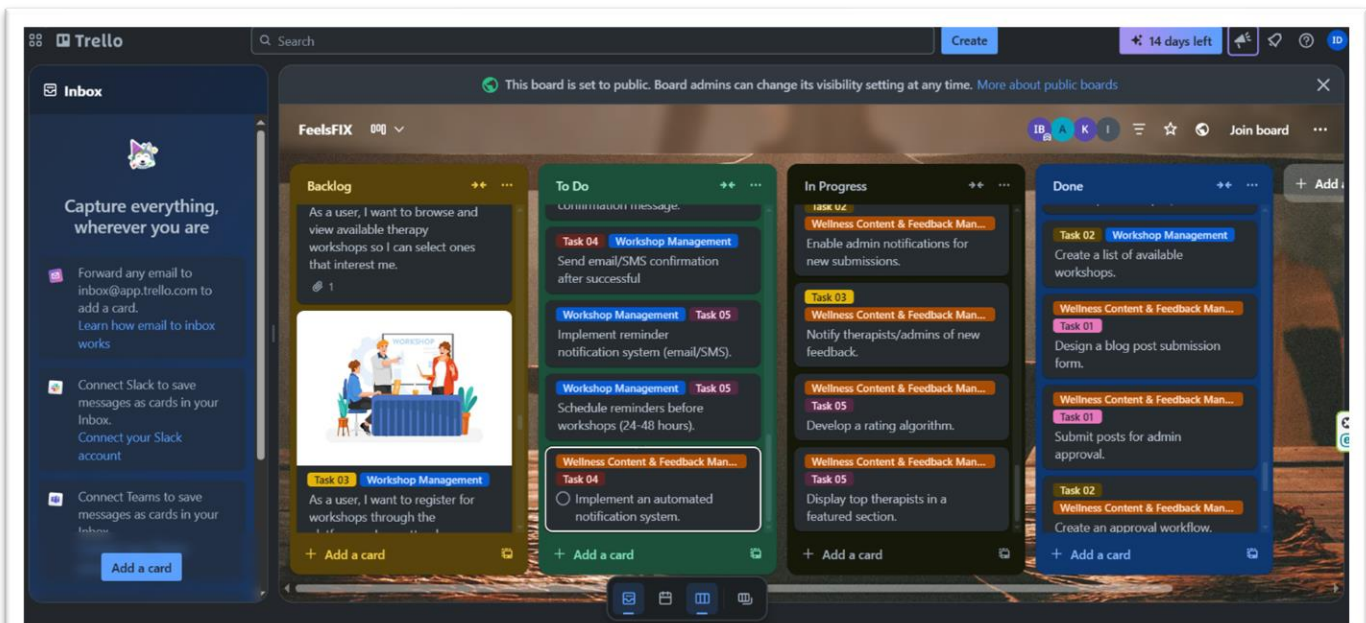 Trello
Search
Create
14 days left
ID
Inbox
Capture everything,
wherever you are
Forward any email to
inbox@app.trello.com to
add a card.
Learn how email to inbox
works
Connect Slack to save
messages as cards in your
Inbox.
Connect your Slack
account
Connect Teams to save
messages as cards in your
Inbox.
Add a card
This board is set to public. Board admins can change its visibility setting at any time. More about public boards
FeelsFIX
IB A K I
Join board
Backlog
As a user, I want to browse and
view available therapy
workshops so I can select ones
that interest me.
1
WORKSHOP
Task 03 Workshop Management
As a user, I want to register for
workshops through the
+ Add a card
To Do
confirmation message.
Task 04 Workshop Management
Send email/SMS confirmation
after successful
Workshop Management Task 05
Implement reminder
notification system (email/SMS).
Workshop Management Task 05
Schedule reminders before
workshops (24-48 hours).
Wellness Content & Feedback Man...
Task 04
Implement an automated
notification system.
+ Add a card
In Progress
Task 02
Wellness Content & Feedback Man...
Enable admin notifications for
new submissions.
Task 03
Wellness Content & Feedback Man...
Notify therapists/admins of new
feedback.
Wellness Content & Feedback Man...
Task 05
Develop a rating algorithm.
Wellness Content & Feedback Man...
Task 05
Display top therapists in a
featured section.
+ Add a card
Done
Task 02 Workshop Management
Create a list of available
workshops.
Wellness Content & Feedback Man...
Task 01
Design a blog post submission
form.
Wellness Content & Feedback Man...
Task 01
Submit posts for admin
approval.
Task 02
Wellness Content & Feedback Man...
Create an approval workflow.
+ Add a card
+ Add